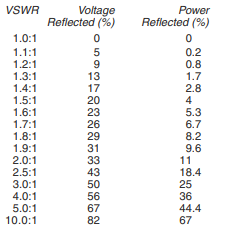 VSWR Voltage Power
Reflected (%) Reflected (%)
1.0:1 0 0
1.1:1 5 0.2
1.2:1 9 0.8
1.3:1 13 1.7
1.4:1 17 2.8
1.5:1 20 4
1.6:1 23 5.3
1.7:1 26 6.7
1.8:1 29 8.2
1.9:1 31 9.6
2.0:1 33 11
2.5:1 43 18.4
3.0:1 50 25
4.0:1 56 36
5.0:1 67 44.4
10.0:1 82 67